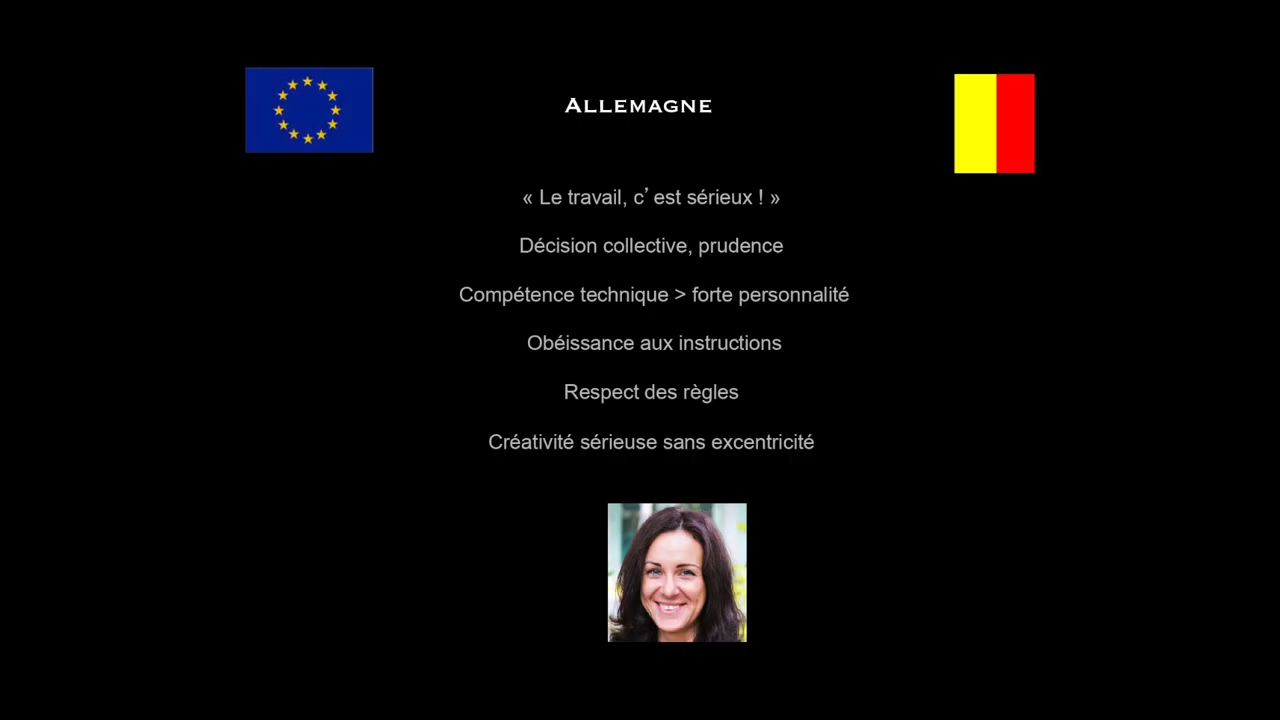 ALLEMAGNE
« Le travail, c’est sérieux ! »
Décision collective, prudence
Compétence technique > forte personnalité
Obéissance aux instructions
Respect des règles
Créativité sérieuse sans excentricité